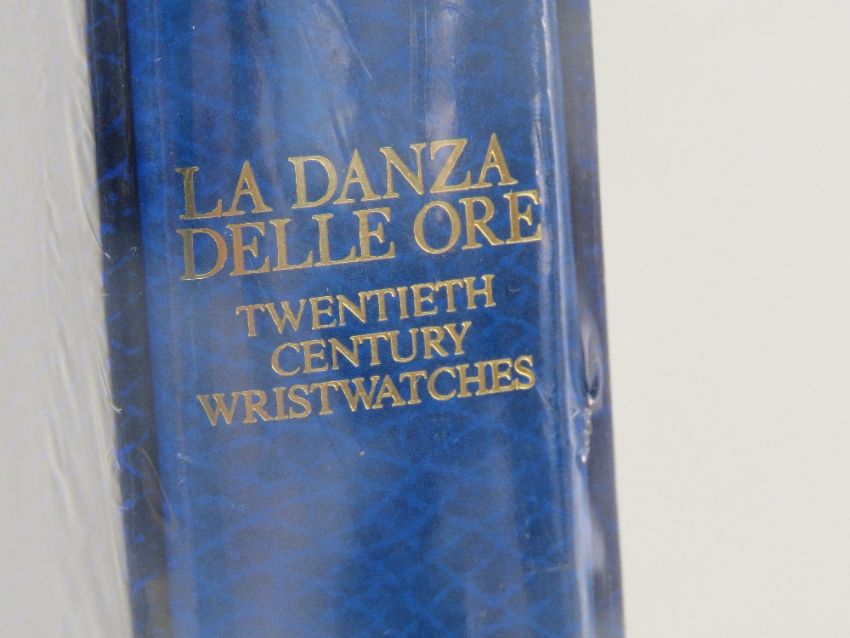 LA DANZA
DELLE ORE
TWENTIETH
CENTURY
WRISTWATCHES